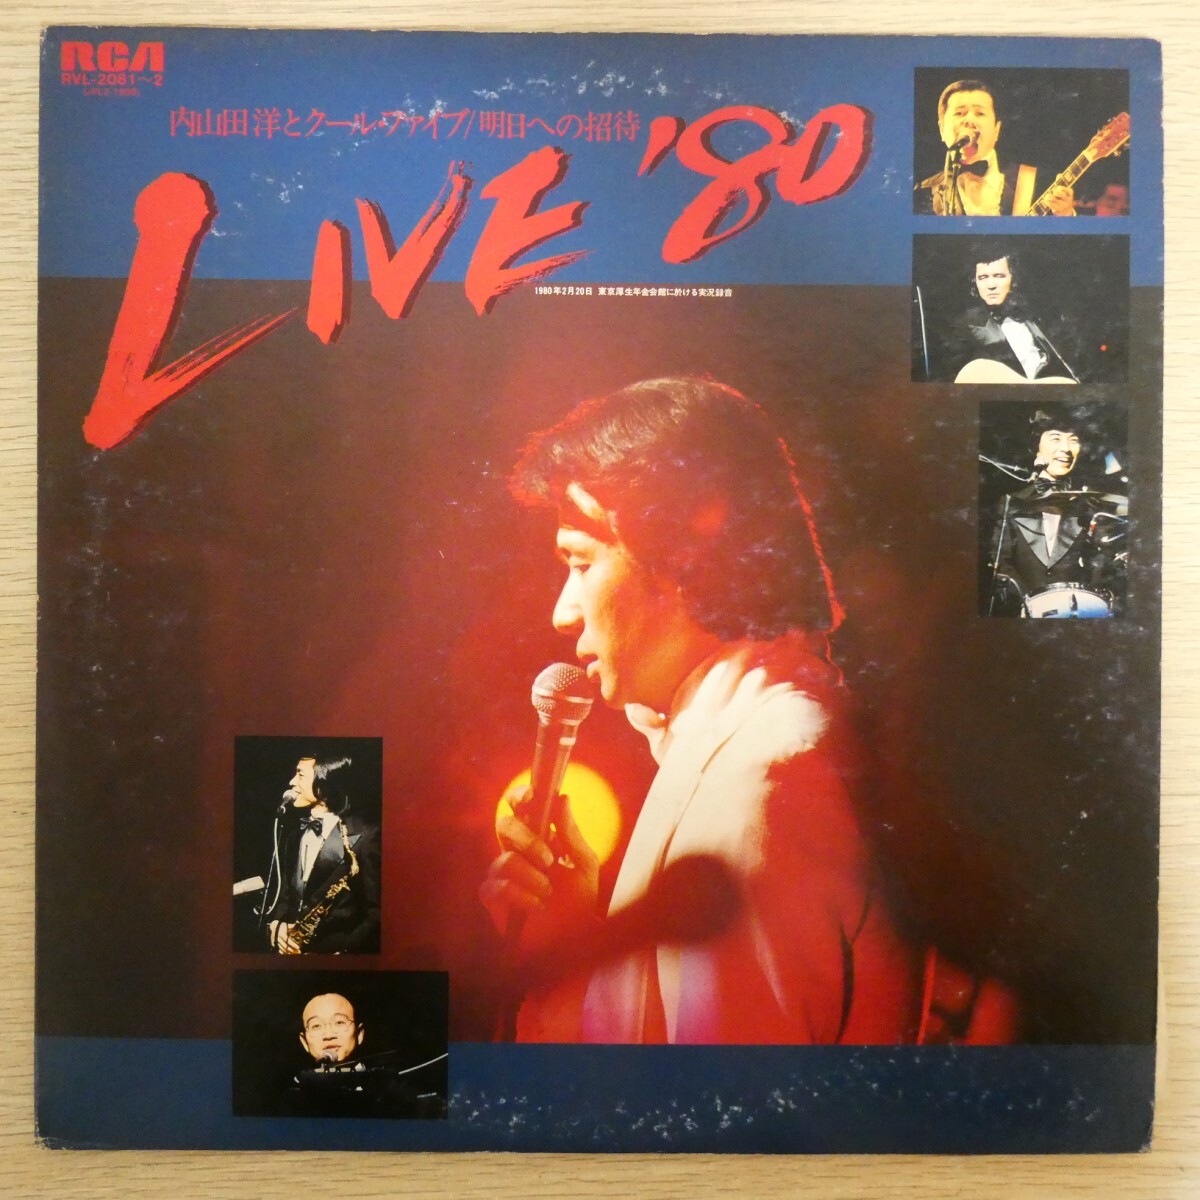 RCA
RVL-2081~2
内山田洋とクール・ファイブ/明日への招待
LIVE '80
1980年2月20日 東京厚生年金会館に於ける実況録音